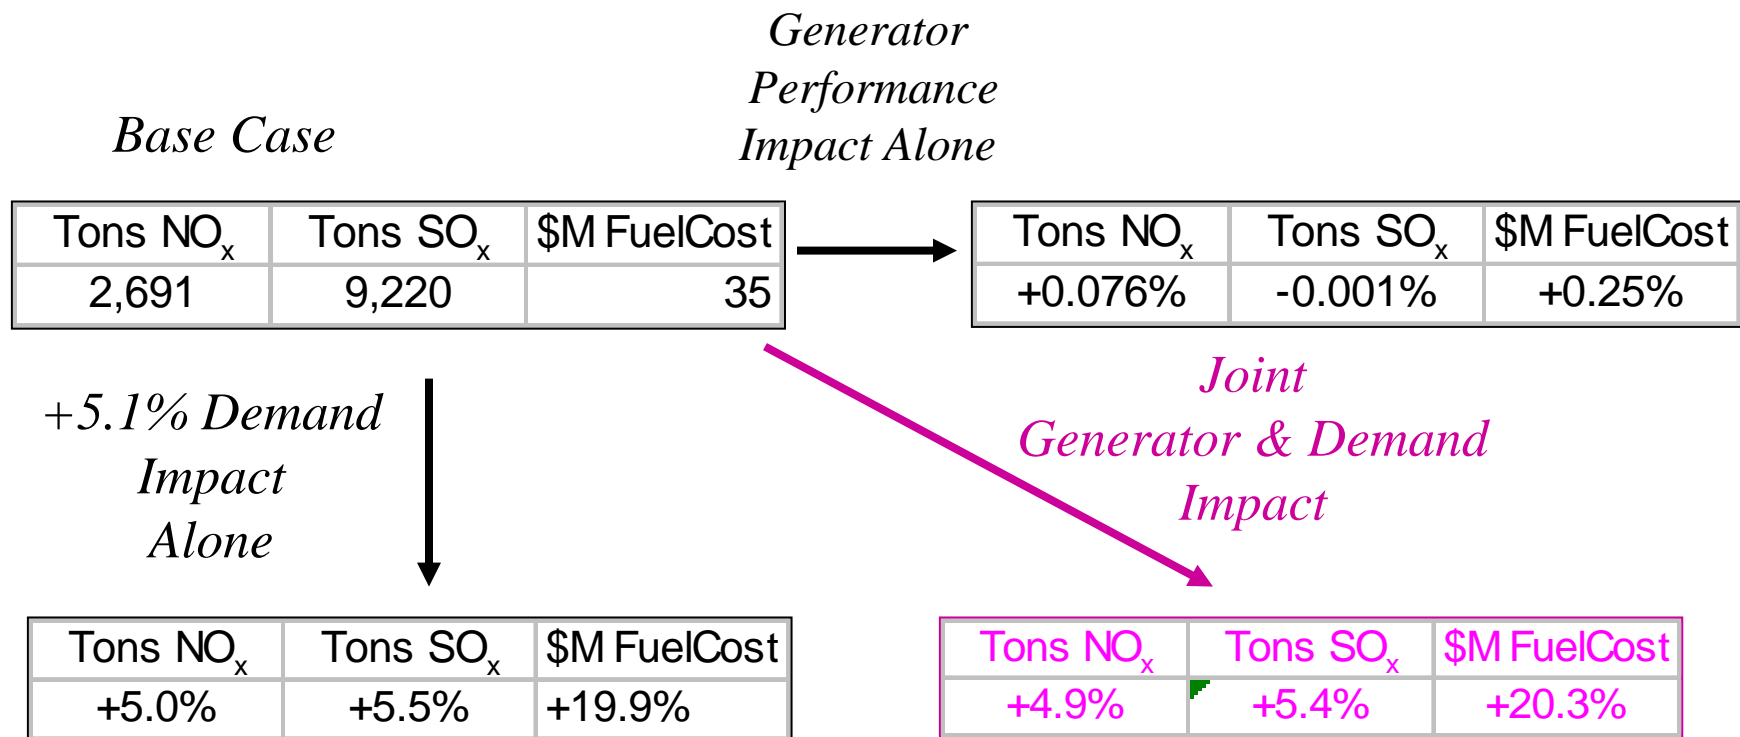 Generator
Performance
Impact Alone
Base Case
Tons NOx Tons SOx $M FuelCost
2,691 9,220 35
Tons NOx Tons SOx $M FuelCost
+0.076% -0.001% +0.25%
+5.1% Demand
Impact
Alone
Joint
Generator & Demand
Impact
Tons NOx Tons SOx $M FuelCost
+5.0% +5.5% +19.9%
Tons NOx Tons SOx $M FuelCost
+4.9% +5.4% +20.3%